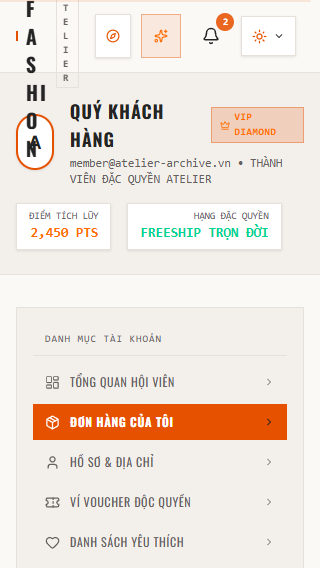 FASHION
TELIER
2
QUÝ KHÁCH
HÀNG
VIP
DIAMOND
A
member@atelier-archive.vn • THÀNH
VIÊN ĐẶC QUYỀN ATELIER
ĐIỂM TÍCH LŨY
2,450 PTS
HẠNG ĐẶC QUYỀN
FREESHIP TRỌN ĐỜI
DANH MỤC TÀI KHOẢN
TỔNG QUAN HỘI VIÊN
ĐƠN HÀNG CỦA TÔI
HỒ SƠ & ĐỊA CHỈ
VÍ VOUCHER ĐỘC QUYỀN
DANH SÁCH YÊU THÍCH